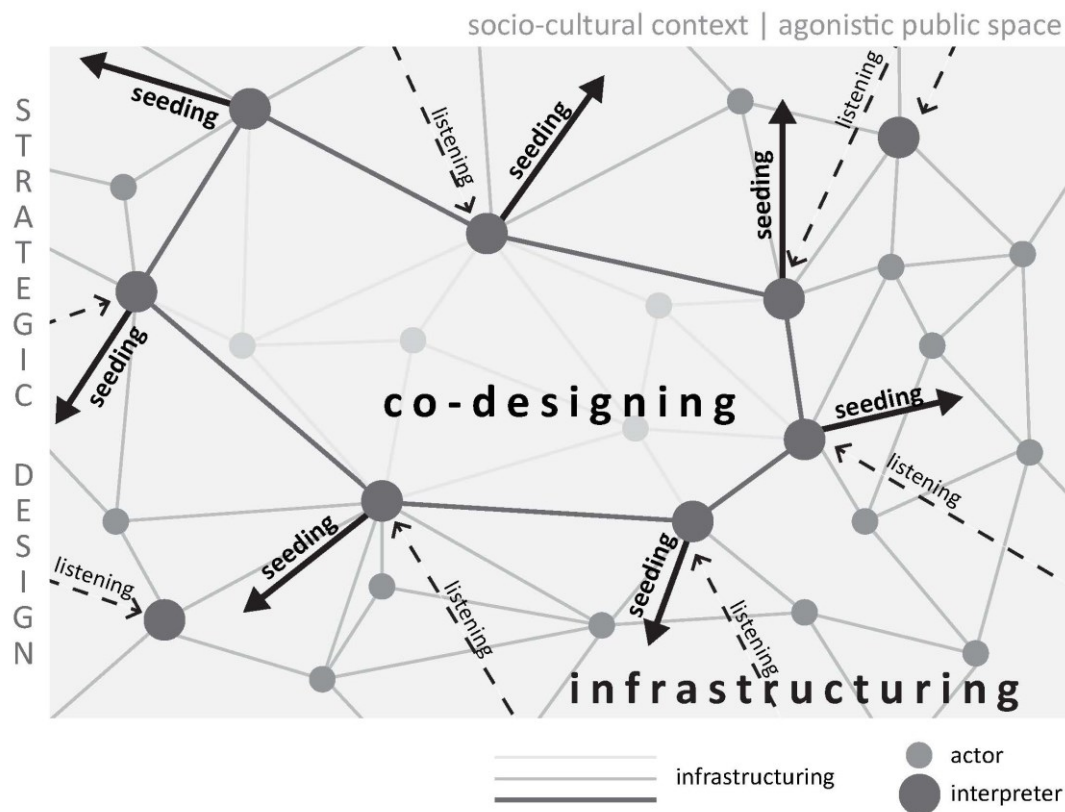 socio-cultural context | agonistic public space
STRATEGIC DESIGN
seeding
listening
seeding
listening
seeding
seeding
co-designing
seeding
listening
seeding
listening
listening
seeding
listening
infrastructuring
infrastructuring
actor
interpreter